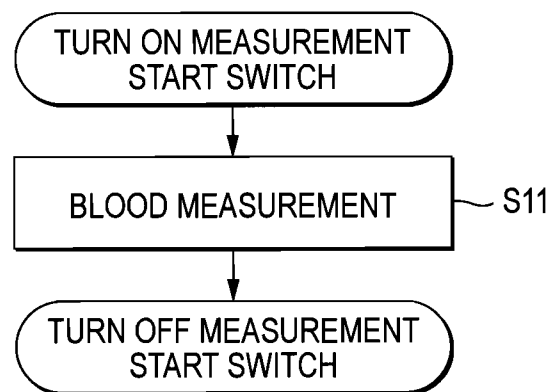 TURN ON MEASUREMENT
START SWITCH
BLOOD MEASUREMENT
S11
TURN OFF MEASUREMENT
START SWITCH